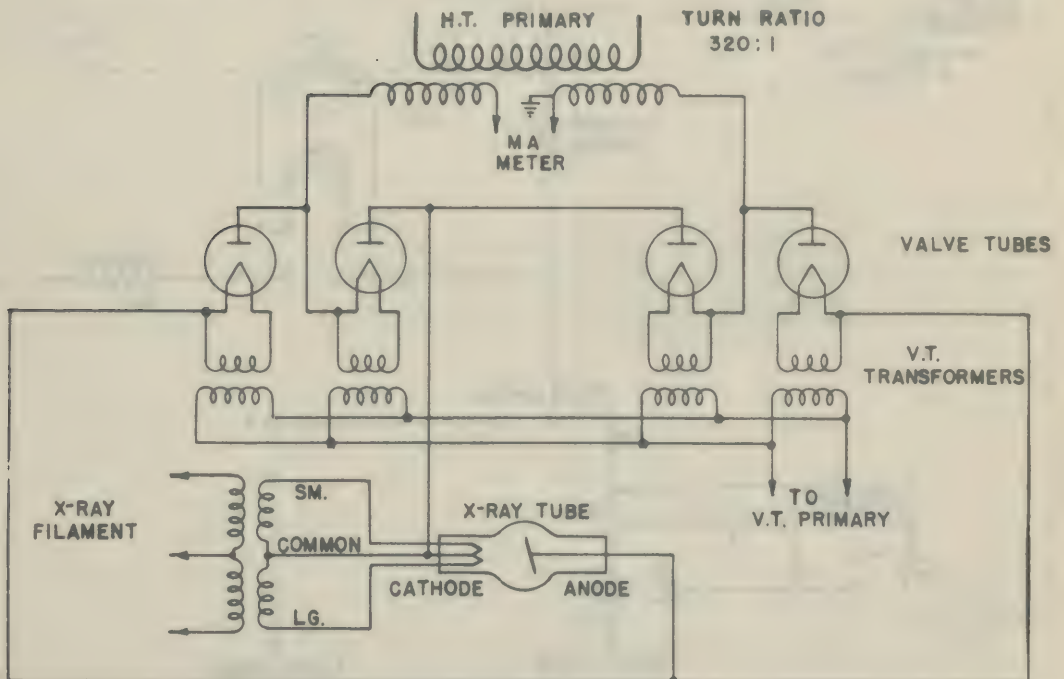 H.T. PRIMARY
TURN RATIO
320:1
MA
METER
VALVE TUBES
V.T.
TRANSFORMERS
X-RAY
FILAMENT
SM.
COMMON
LG.
X-RAY TUBE
CATHODE
ANODE
TO
V.T. PRIMARY